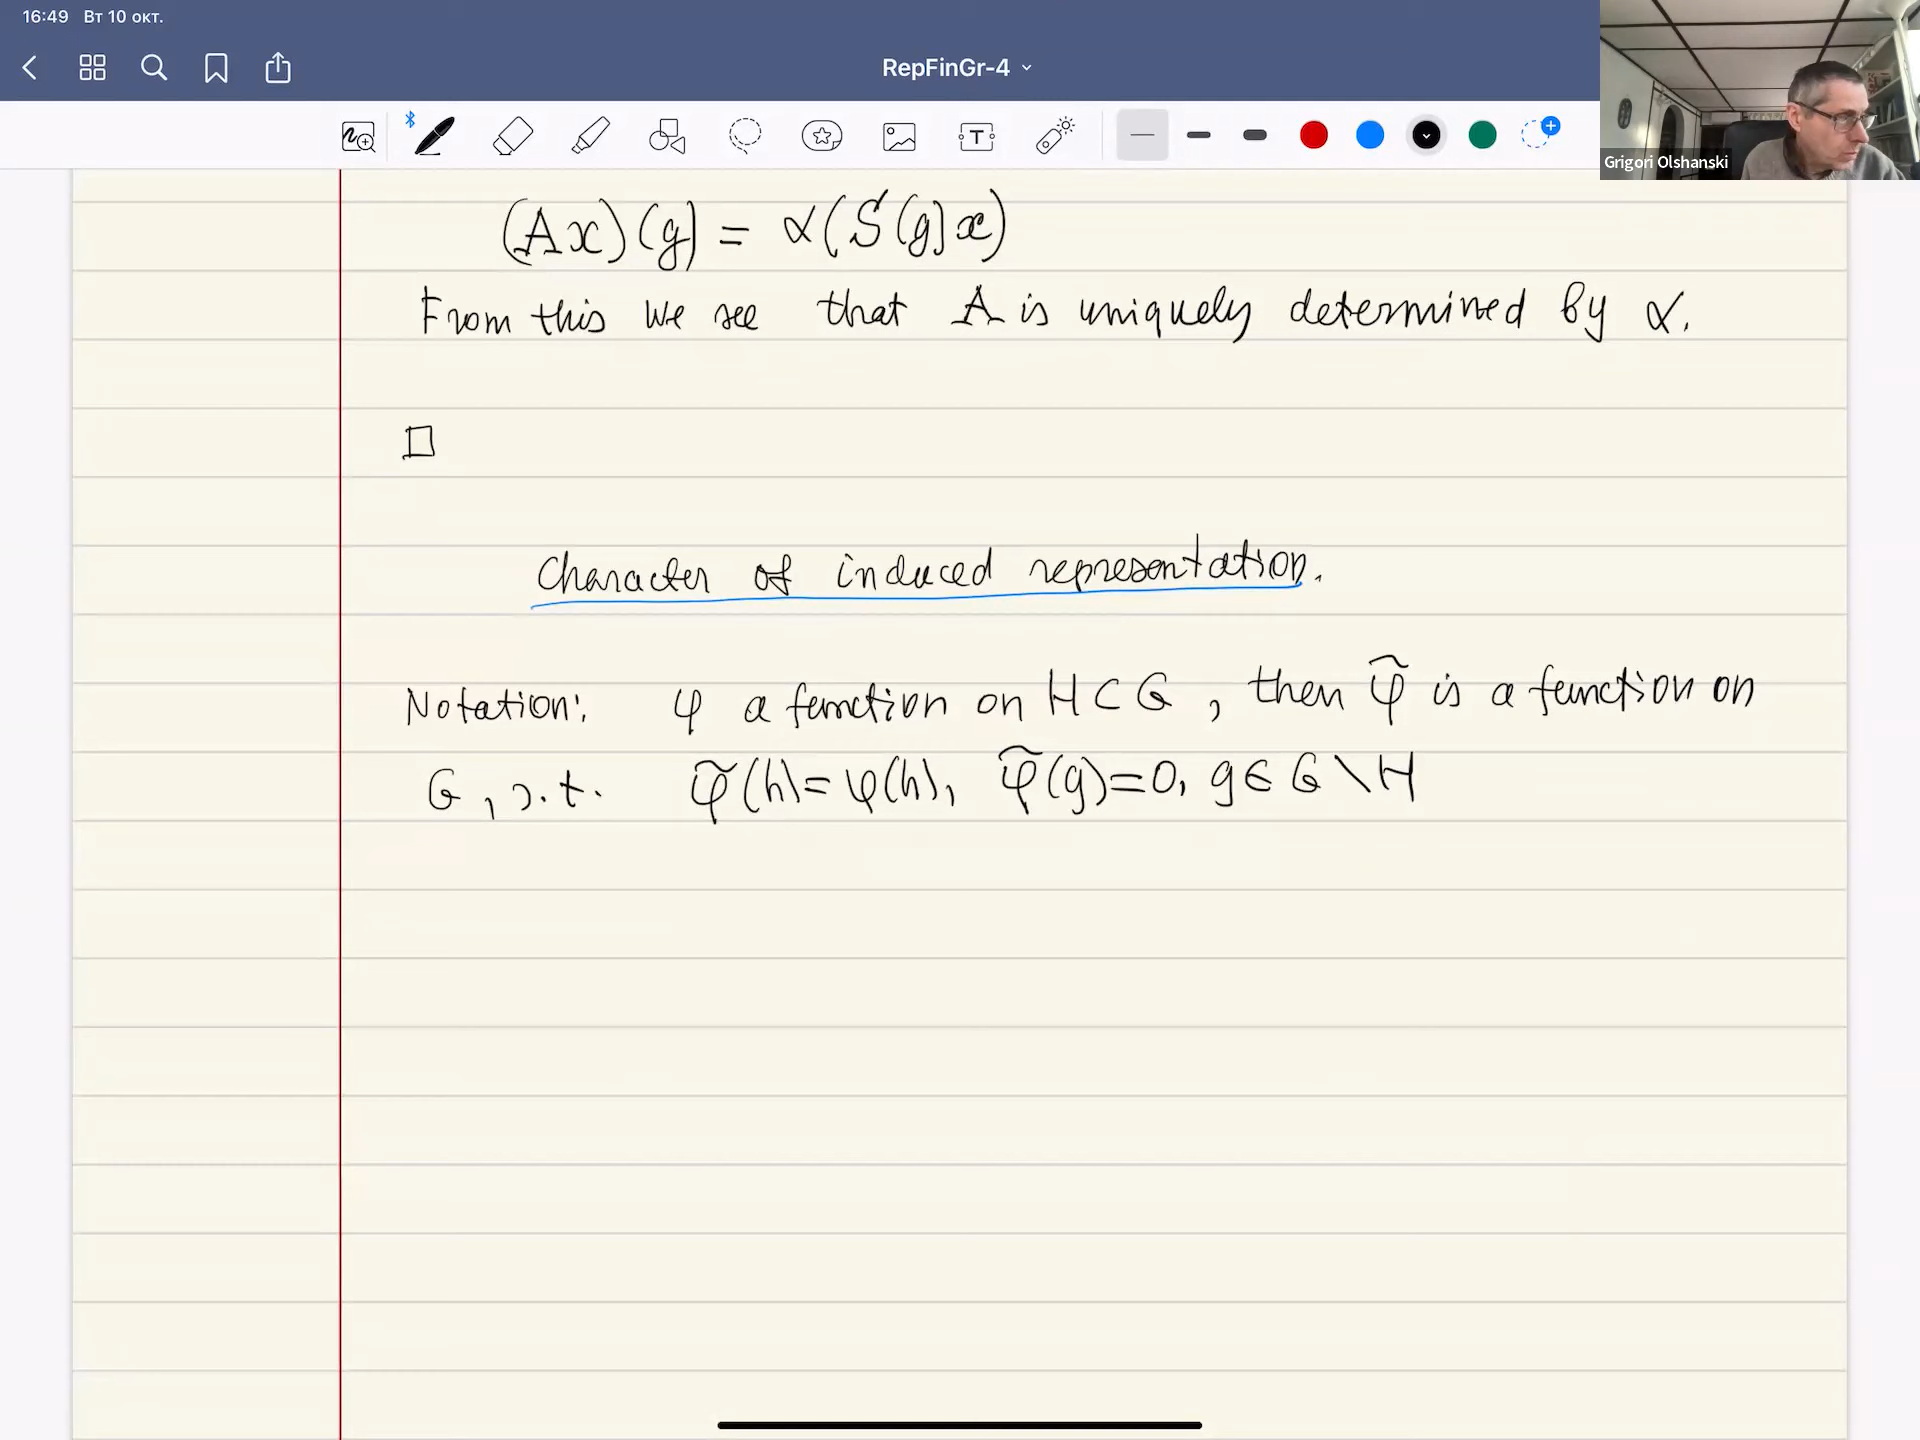 16:49 Вт 10 окт.
RepFinGr-4
Grigori Olshanski
(Ax)(g) = α(S(g)x)
From this we see that A is uniquely determined by α.
□
Character of induced representation.
Notation: φ a function on H⊂G, then φ̃ is a function on
G, s.t. φ̃(h)=φ(h), φ̃(g)=0, g∈G∖H